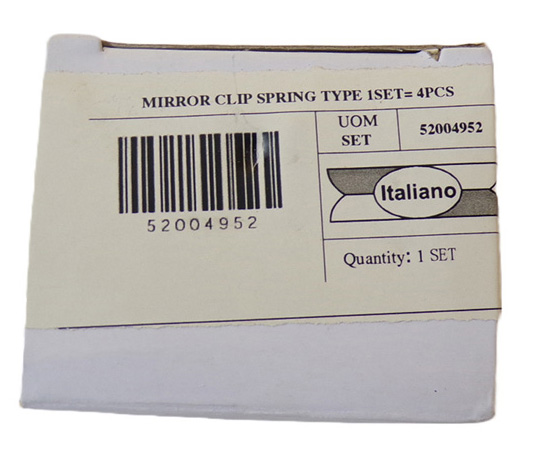 MIRROR CLIP SPRING TYPE 1SET= 4PCS
UOM
SET
52004952
52004952
Italiano
Quantity: 1 SET